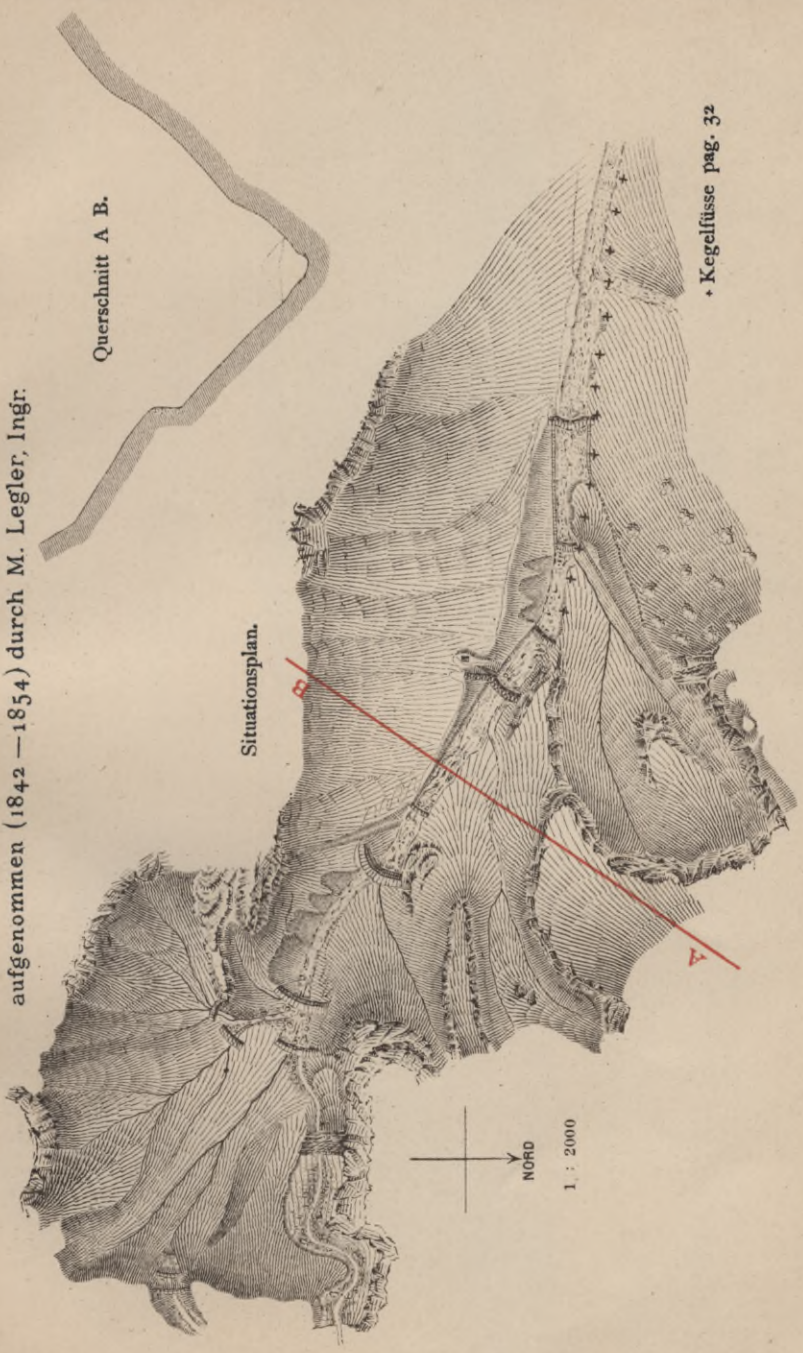 aufgenommen (1842 — 1854) durch M. Legler, Ingr.
Querschnitt A B.
Situationsplan.
B
A
NORD
1 : 2000
+ Kegelfüsse pag. 32